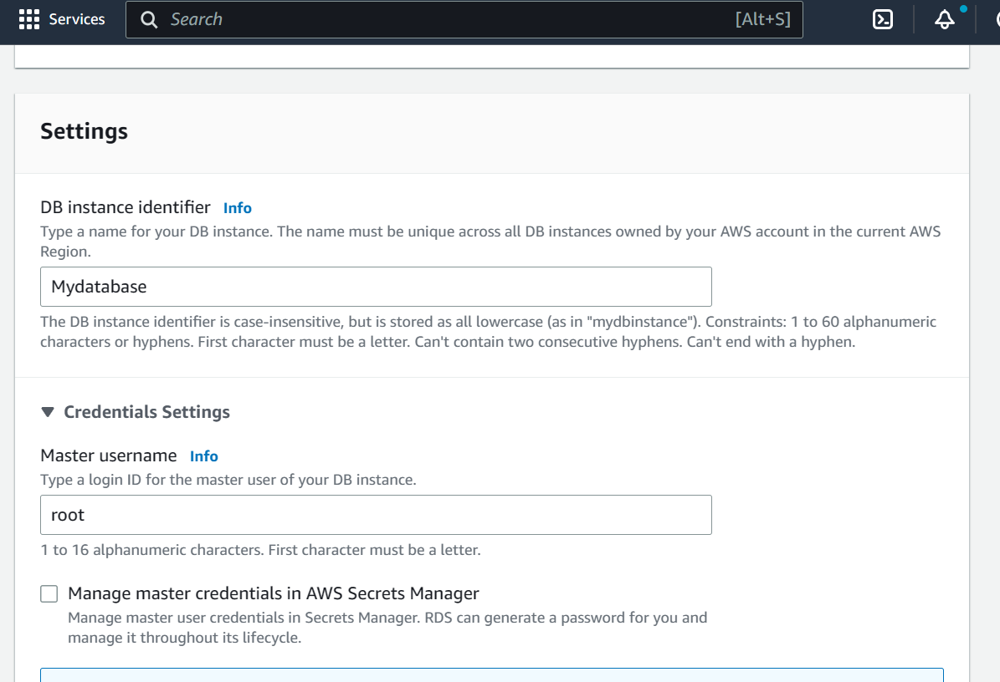 Services
Search
[Alt+S]
Settings
DB instance identifier Info
Type a name for your DB instance. The name must be unique across all DB instances owned by your AWS account in the current AWS
Region.
Mydatabase
The DB instance identifier is case-insensitive, but is stored as all lowercase (as in "mydbinstance"). Constraints: 1 to 60 alphanumeric
characters or hyphens. First character must be a letter. Can't contain two consecutive hyphens. Can't end with a hyphen.
Credentials Settings
Master username Info
Type a login ID for the master user of your DB instance.
root
1 to 16 alphanumeric characters. First character must be a letter.
Manage master credentials in AWS Secrets Manager
Manage master user credentials in Secrets Manager. RDS can generate a password for you and
manage it throughout its lifecycle.